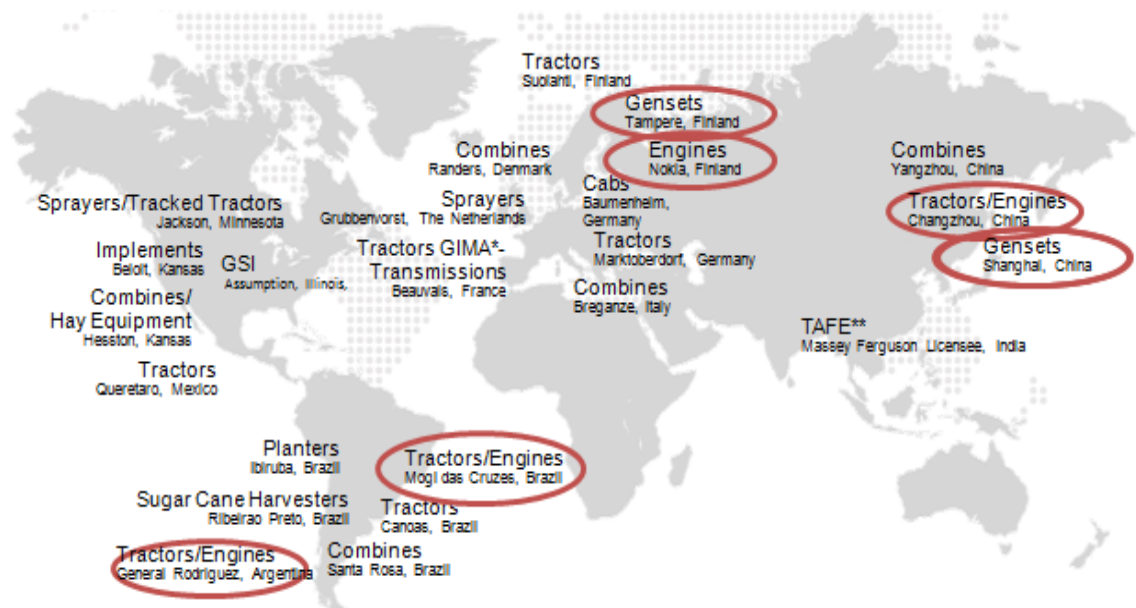 Tractors
Suolahti, Finland
Gensets
Tampere, Finland
Combines
Randers, Denmark
Engines
Nokia, Finland
Combines
Yangzhou, China
Sprayers/Tracked Tractors
Jackson, Minnesota
Sprayers
Grubbenvorst, The Netherlands
Cabs
Baumenheim,
Germany
Tractors/Engines
Changzhou, China
Implements
Beloit, Kansas
GSI
Assumption, Illinois,
Tractors GIMA*-
Transmissions
Beauvais, France
Tractors
Marktoberdorf, Germany
Gensets
Shanghai, China
Combines/
Hay Equipment
Hesston, Kansas
Combines
Breganze, Italy
TAFE**
Massey Ferguson Licensee, India
Tractors
Queretaro, Mexico
Planters
Ibiruba, Brazil
Tractors/Engines
Mogi das Cruzes, Brazil
Sugar Cane Harvesters
Ribeirao Preto, Brazil
Tractors
Canoas, Brazil
Tractors/Engines
General Rodriguez, Argentina
Combines
Santa Rosa, Brazil